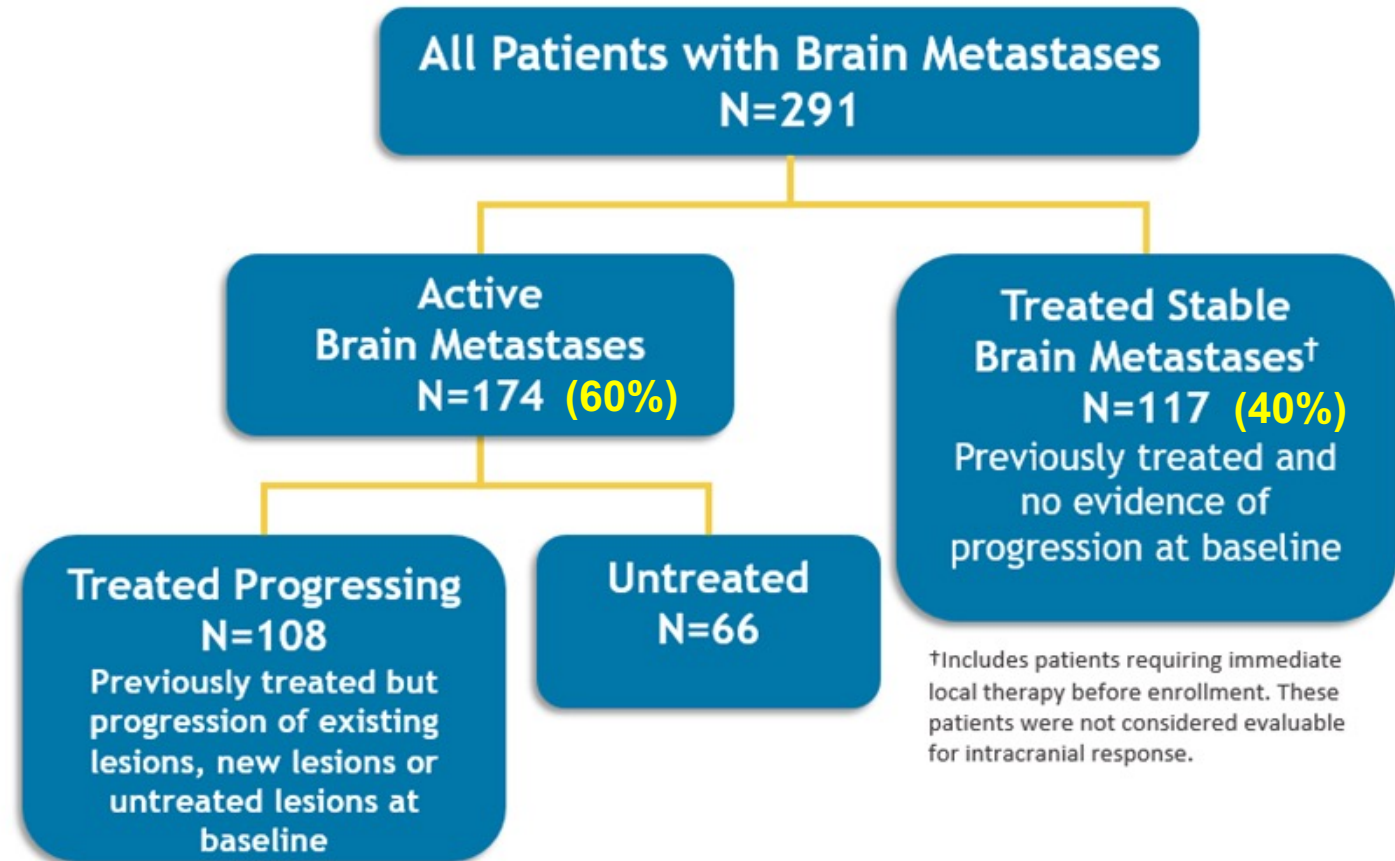 All Patients with Brain Metastases
N=291
Active
Brain Metastases
N=174 (60%)
Treated Stable
Brain Metastases†
N=117 (40%)
Previously treated and
no evidence of
progression at baseline
Treated Progressing
N=108
Previously treated but
progression of existing
lesions, new lesions or
untreated lesions at
baseline
Untreated
N=66
†Includes patients requiring immediate
local therapy before enrollment. These
patients were not considered evaluable
for intracranial response.